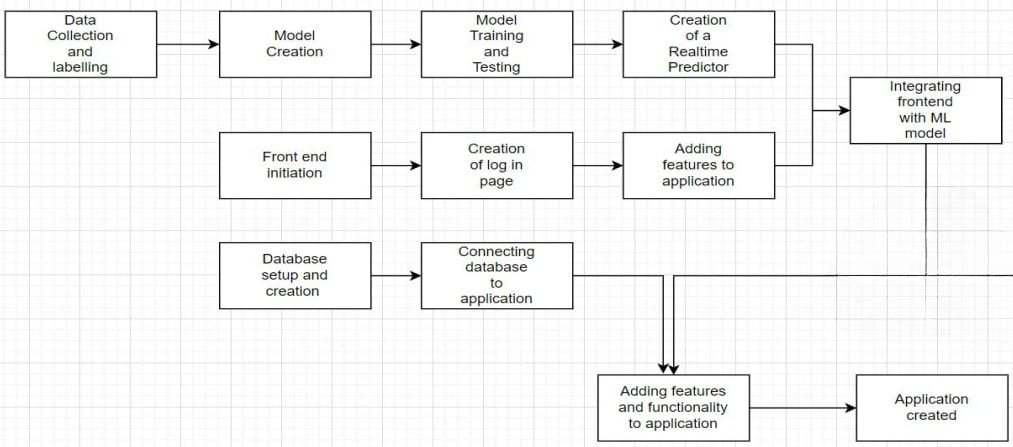 Data
Collection
and
labelling
Model
Creation
Model
Training
and
Testing
Creation
of a
Realtime
Predictor
Integrating
frontend
with ML
model
Front end
initiation
Creation
of log in
page
Adding
features to
application
Database
setup and
creation
Connecting
database
to
application
Adding features
and functionality
to application
Application
created